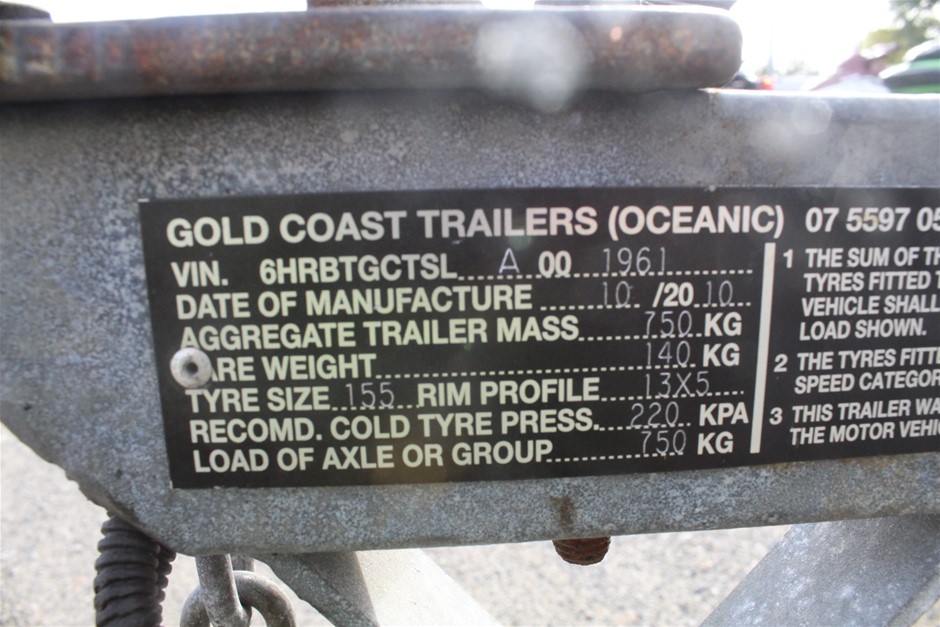 GOLD COAST TRAILERS (OCEANIC) 07 5597 05
VIN. 6HRBTGCTSL A 00 1961
DATE OF MANUFACTURE 10 /20 10
AGGREGATE TRAILER MASS 750 KG
ARE WEIGHT 140 KG
TYRE SIZE 155 RIM PROFILE 13X5
RECOMD. COLD TYRE PRESS. 220 KPA
LOAD OF AXLE OR GROUP 750 KG
1 THE SUM OF
TYRES FITTED
VEHICLE SHALL
LOAD SHOWN.
2 THE TYRES FITTE
SPEED CATEGOR
3 THIS TRAILER WA
THE MOTOR VEHIC